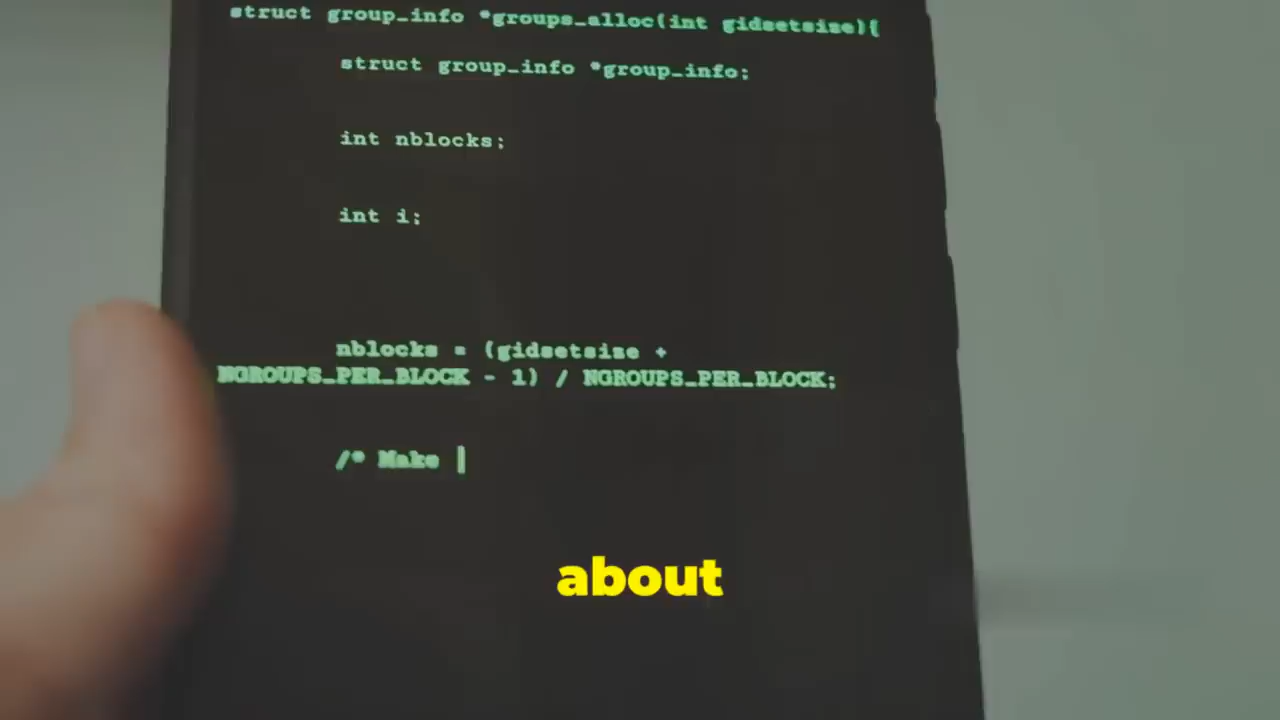 struct group_info *groups_alloc(int gidsetsize){
struct group_info *group_info;
int nblocks;
int i;
nblocks = (gidsetsize +
NGROUPS_PER_BLOCK - 1) / NGROUPS_PER_BLOCK;
/* Make |
about